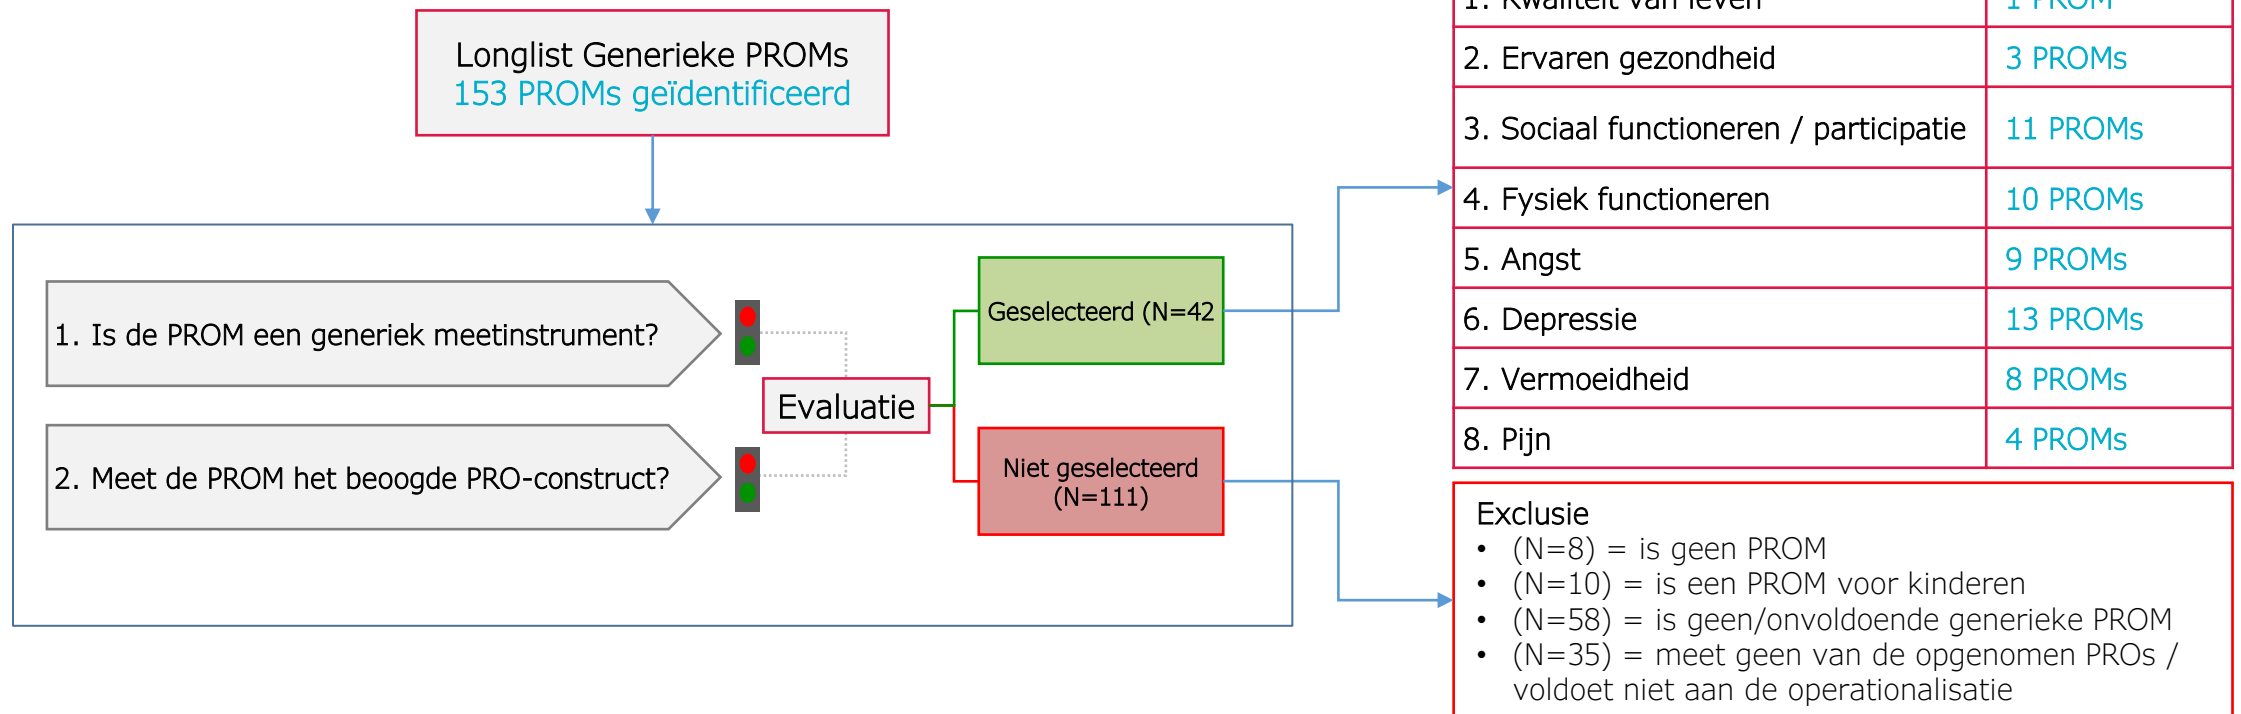 Longlist Generieke PROMs
153 PROMs geïdentificeerd
1. Is de PROM een generiek meetinstrument?
2. Meet de PROM het beoogde PRO-construct?
Evaluatie
Geselecteerd (N=42
Niet geselecteerd
(N=111)
1. Kwaliteit van leven 1 PROM
2. Ervaren gezondheid 3 PROMs
3. Sociaal functioneren / participatie 11 PROMs
4. Fysiek functioneren 10 PROMs
5. Angst 9 PROMs
6. Depressie 13 PROMs
7. Vermoeidheid 8 PROMs
8. Pijn 4 PROMs
Exclusie
• (N=8) = is geen PROM
• (N=10) = is een PROM voor kinderen
• (N=58) = is geen/onvoldoende generieke PROM
• (N=35) = meet geen van de opgenomen PROs /
voldoet niet aan de operationalisatie